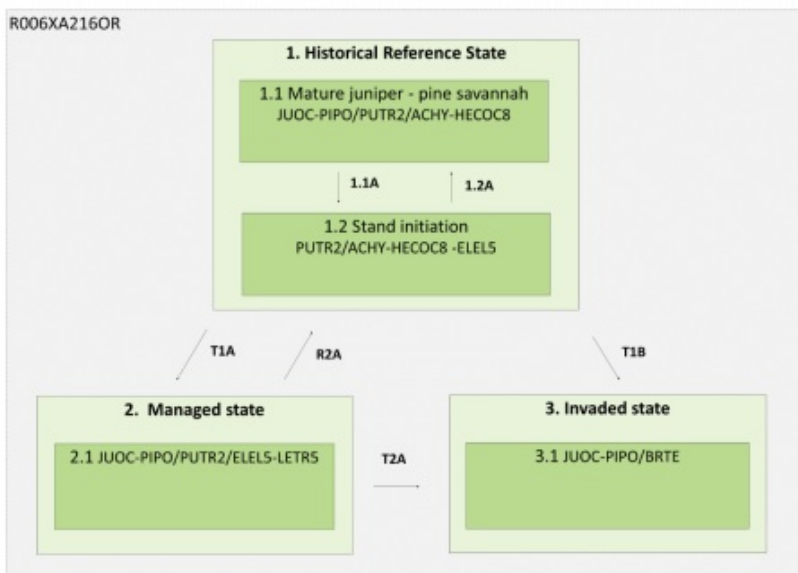 R006XA216OR
1. Historical Reference State
1.1 Mature juniper - pine savannah
JUOC-PIPO/PUTR2/ACHY-HECOC8
1.1A
1.2A
1.2 Stand initiation
PUTR2/ACHY-HECOC8 -ELEL5
T1A
R2A
T1B
2. Managed state
2.1 JUOC-PIPO/PUTR2/ELEL5-LETR5
T2A
3. Invaded state
3.1 JUOC-PIPO/BRTE